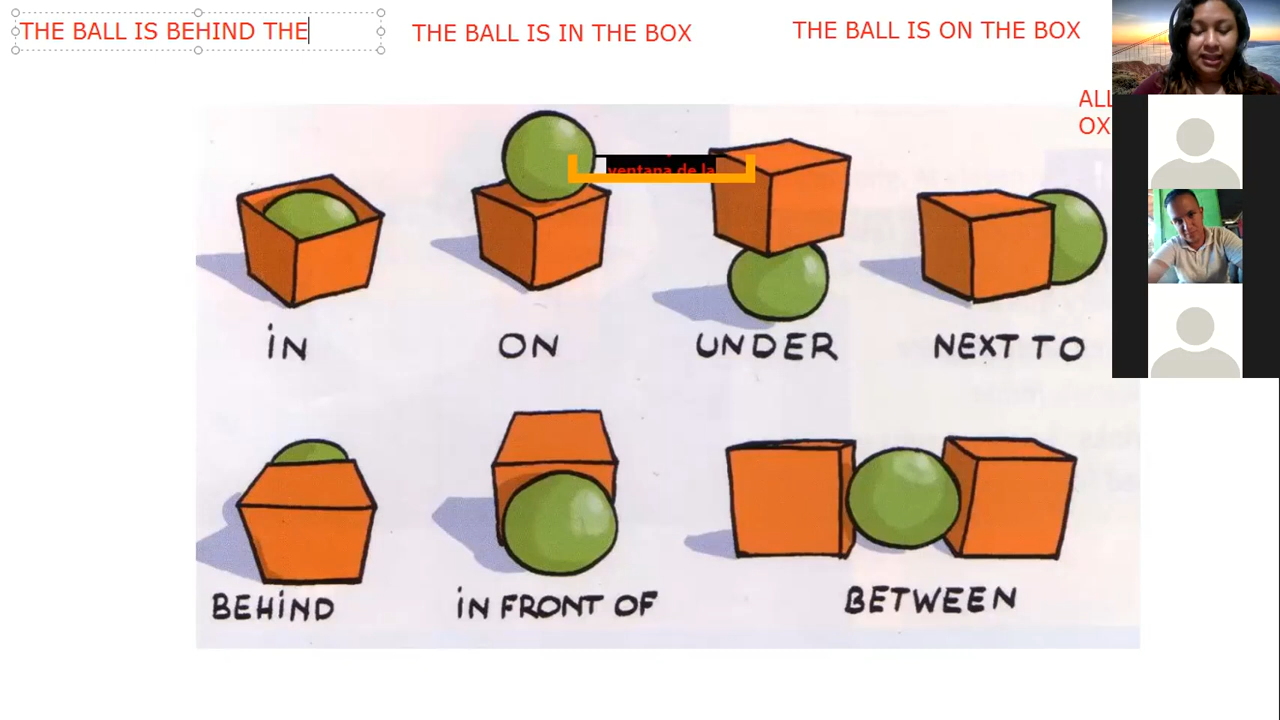 THE BALL IS BEHIND THE
THE BALL IS IN THE BOX
THE BALL IS ON THE BOX
ALL
OX
ventana de la
iN
ON
UNDER
NEXT TO
BEHiND
iN FRONT OF
BETWEEN